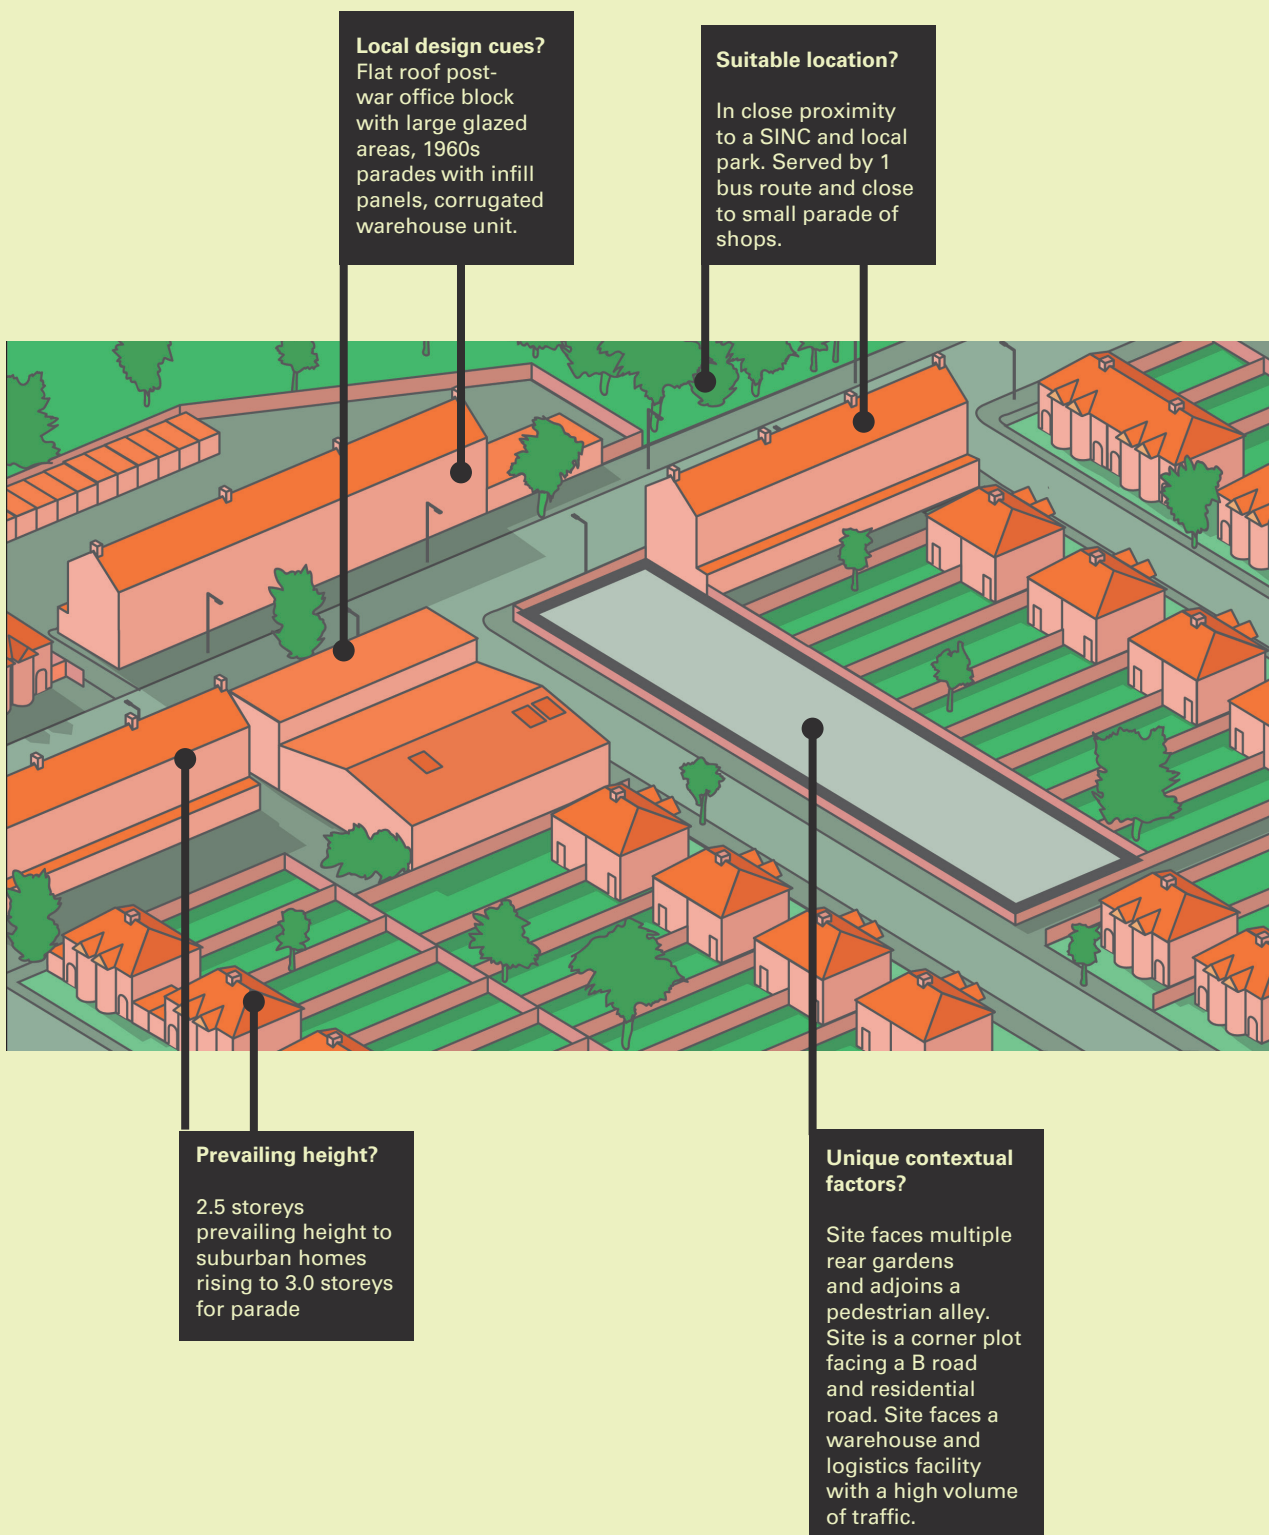 Local design cues?
Flat roof post-
war office block
with large glazed
areas, 1960s
parades with infill
panels, corrugated
warehouse unit.
Suitable location?
In close proximity
to a SINC and local
park. Served by 1
bus route and close
to small parade of
shops.
Prevailing height?
2.5 storeys
prevailing height to
suburban homes
rising to 3.0 storeys
for parade
Unique contextual
factors?
Site faces multiple
rear gardens
and adjoins a
pedestrian alley.
Site is a corner plot
facing a B road
and residential
road. Site faces a
warehouse and
logistics facility
with a high volume
of traffic.